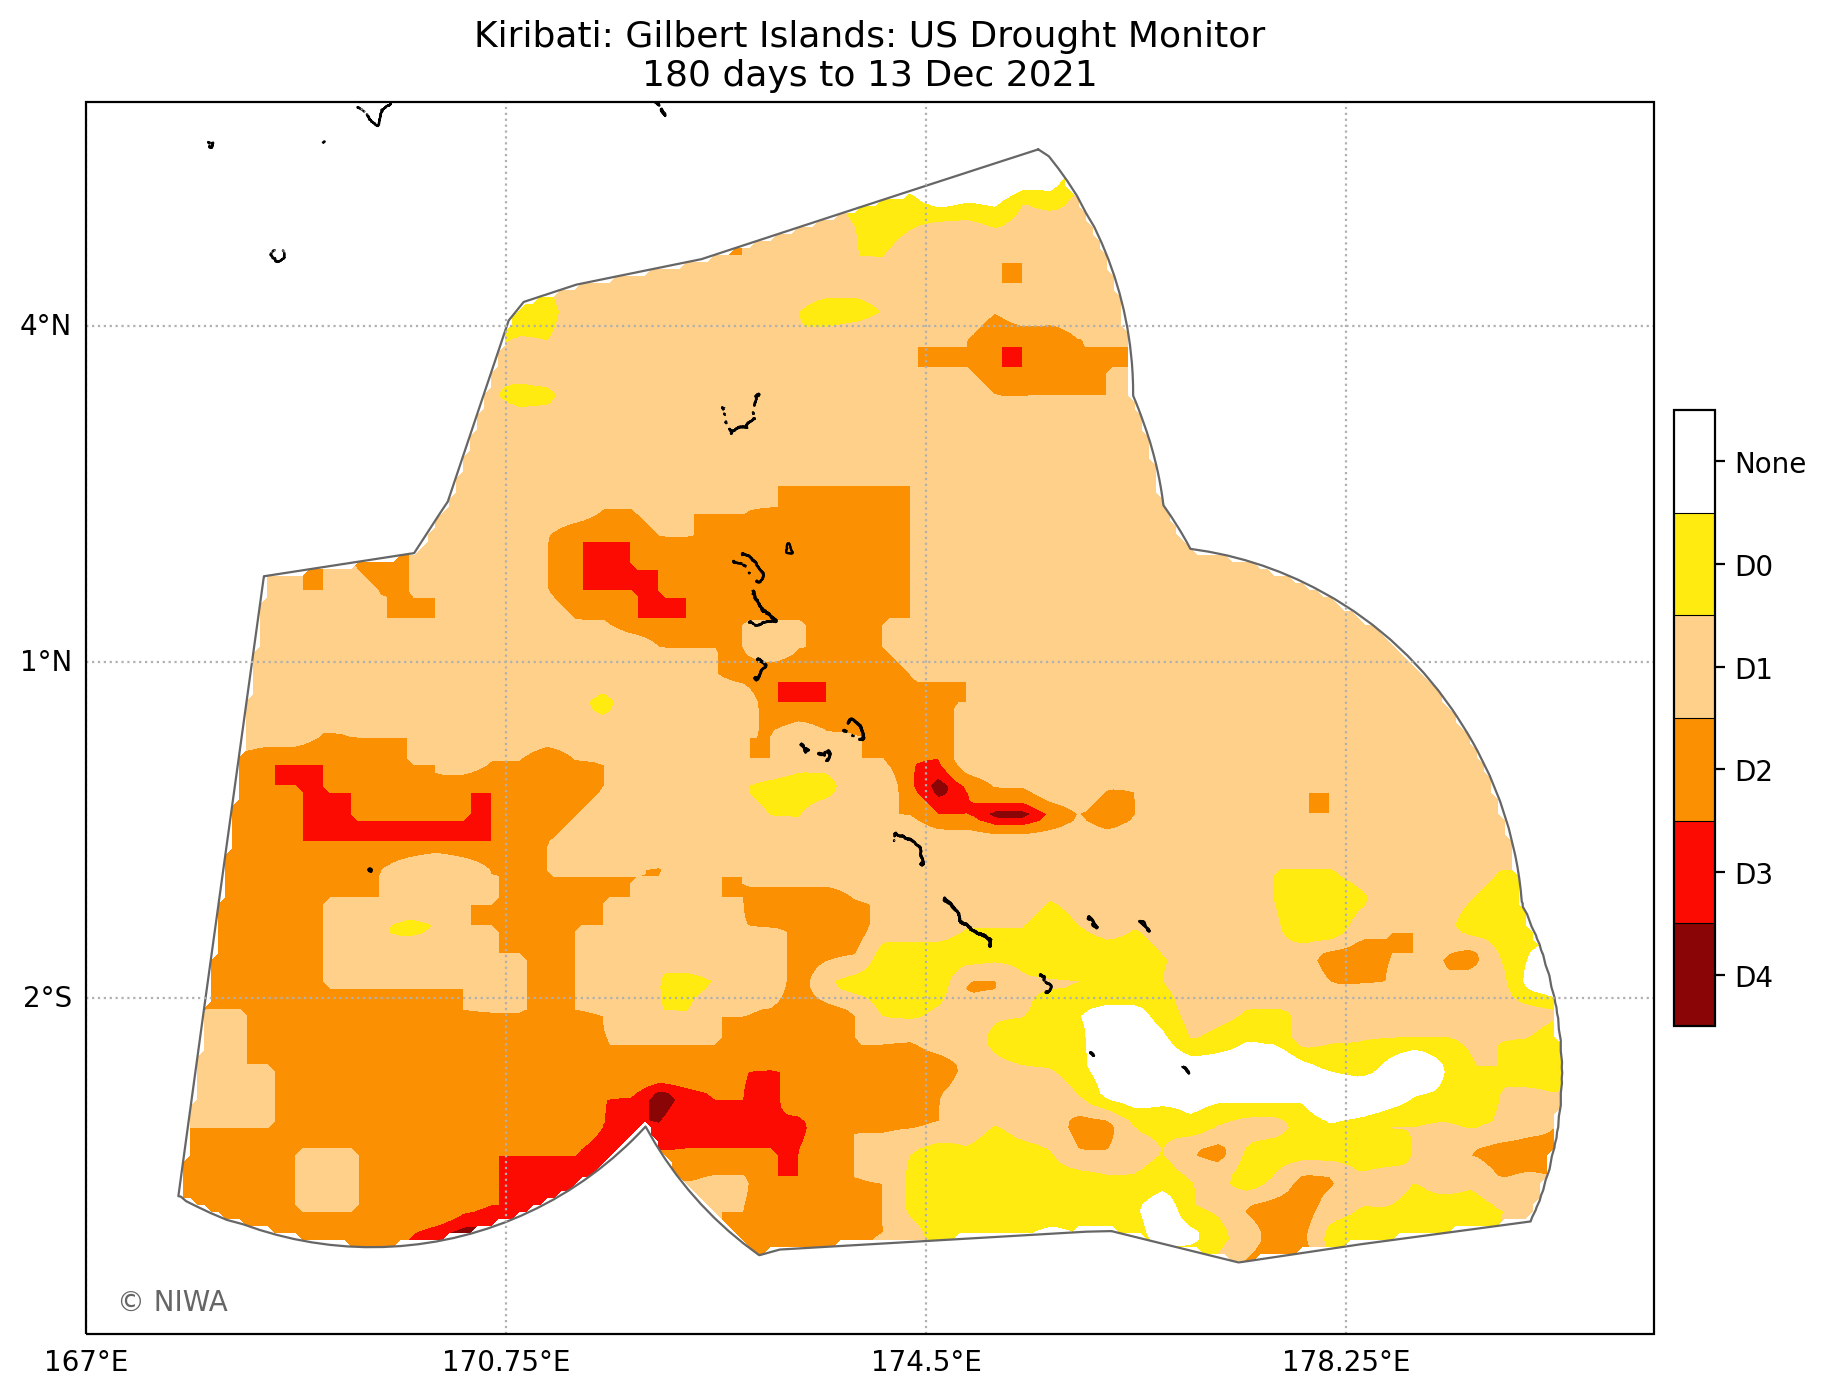 Kiribati: Gilbert Islands: US Drought Monitor
180 days to 13 Dec 2021
4°N
1°N
2°S
167°E
170.75°E
174.5°E
178.25°E
None
D0
D1
D2
D3
D4
© NIWA